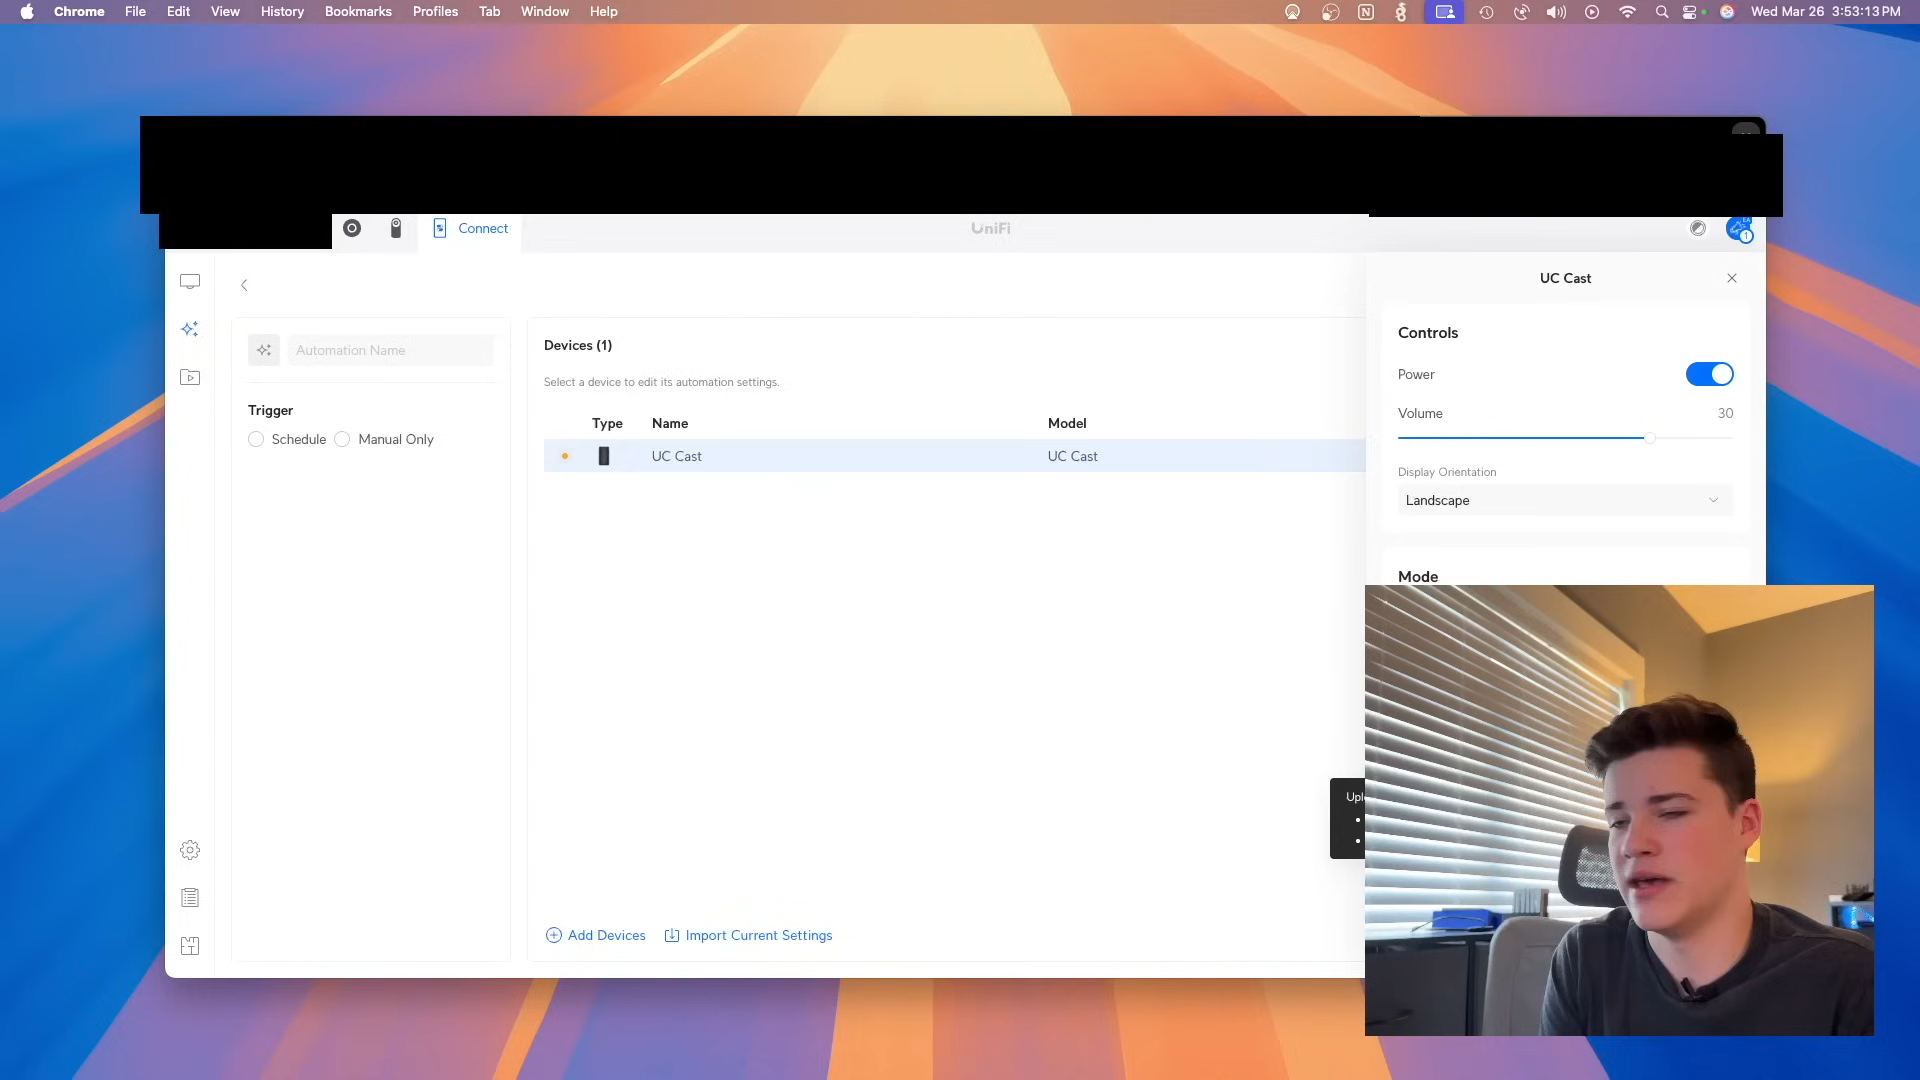 Chrome File Edit View History Bookmarks Profiles Tab Window Help Wed Mar 26 3:53:13 PM
Connect
UniFi
EA
1
UC Cast
Automation Name
Trigger
Schedule Manual Only
Devices (1)
Select a device to edit its automation settings.
Type Name Model
UC Cast UC Cast
Controls
Power
Volume 30
Display Orientation
Landscape
Mode
Add Devices Import Current Settings